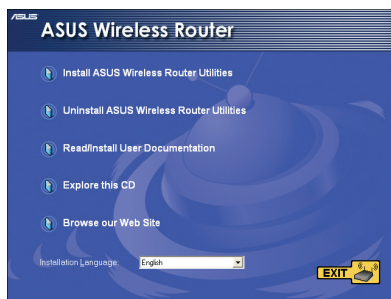 ASUS
ASUS Wireless Router
Install ASUS Wireless Router Utilities
Uninstall ASUS Wireless Router Utilities
Read/Install User Documentation
Explore this CD
Browse our Web Site
Installation Language: English
EXIT